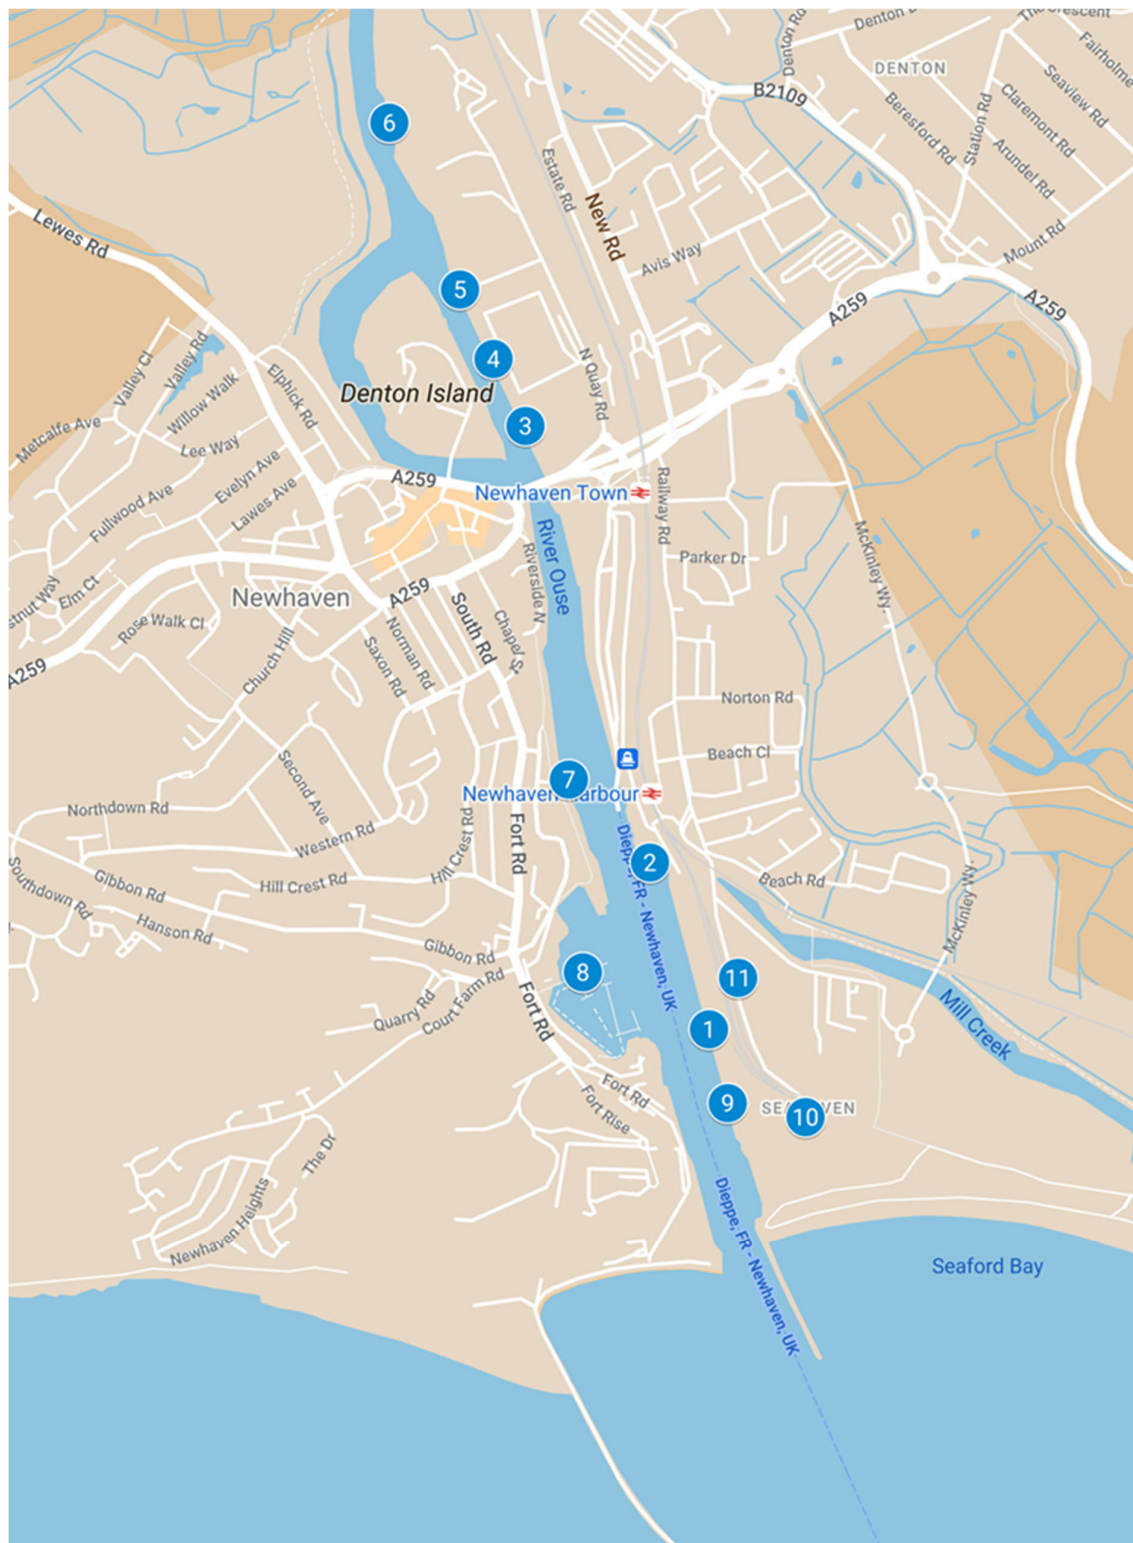 Denton Rd
The Crescent
DENTON
Fairholme
Seaview Rd
B2109
Claremont Rd
Station Rd
Beresford Rd
6
Arundel Rd
Estate Rd
Lewes Rd
New Rd
Mount Rd
Avis Way
5
A259
A259
Valley Cl
Valley Rd
4
N Quay Rd
Elphick Rd
Willow Walk
Denton Island
Metcalfe Ave
3
Lee Way
Evelyn Ave
A259
Newhaven Town
Fullwood Ave
Lawes Ave
Railway Rd
River Ouse
McKinley Wy.
Parker Dr
Riverside N
Elm Ct
stnut Way
A259
Newhaven
Rose Walk Cl
South Rd
Chapel St
Norman Rd
Saxon Rd
Church Hill
A259
Norton Rd
Beach Cl
Second Ave
7
Newhaven Harbour
Northdown Rd
Western Rd
Hill Crest Rd
Fort Rd
Dieppe, FR - Newhaven, UK
2
Southdown Rd
Gibbon Rd
Hill Crest Rd
Beach Rd
McKinley Wy.
Hanson Rd
Gibbon Rd
8
11
Quarry Rd
Court Farm Rd
Fort Rd
1
Mill Creek
Fort Rd
Fort Rise
9
10
The Dr
Newhaven Heights
Dieppe, FR - Newhaven, UK
Seaford Bay